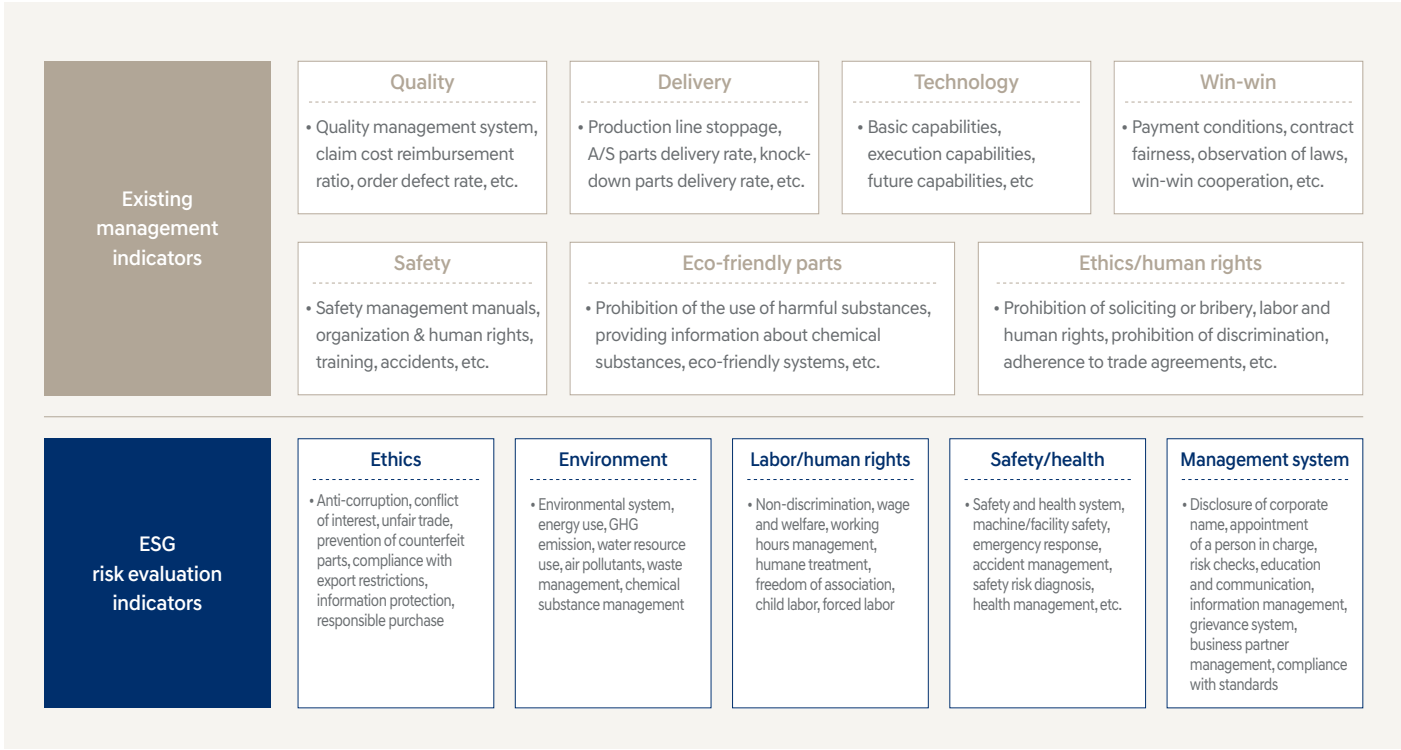 Existing
management
indicators
Quality
• Quality management system,
claim cost reimbursement
ratio, order defect rate, etc.
Delivery
• Production line stoppage,
A/S parts delivery rate, knock-
down parts delivery rate, etc.
Technology
• Basic capabilities,
execution capabilities,
future capabilities, etc
Win-win
• Payment conditions, contract
fairness, observation of laws,
win-win cooperation, etc.
Safety
• Safety management manuals,
organization & human rights,
training, accidents, etc.
Eco-friendly parts
• Prohibition of the use of harmful substances,
providing information about chemical
substances, eco-friendly systems, etc.
Ethics/human rights
• Prohibition of soliciting or bribery, labor and
human rights, prohibition of discrimination,
adherence to trade agreements, etc.
ESG
risk evaluation
indicators
Ethics
• Anti-corruption, conflict
of interest, unfair trade,
prevention of counterfeit
parts, compliance with
export restrictions,
information protection,
responsible purchase
Environment
• Environmental system,
energy use, GHG
emission, water resource
use, air pollutants, waste
management, chemical
substance management
Labor/human rights
• Non-discrimination, wage
and welfare, working
hours management,
humane treatment,
freedom of association,
child labor, forced labor
Safety/health
• Safety and health system,
machine/facility safety,
emergency response,
accident management,
safety risk diagnosis,
health management, etc.
Management system
• Disclosure of corporate
name, appointment
of a person in charge,
risk checks, education
and communication,
information management,
grievance system,
business partner
management, compliance
with standards